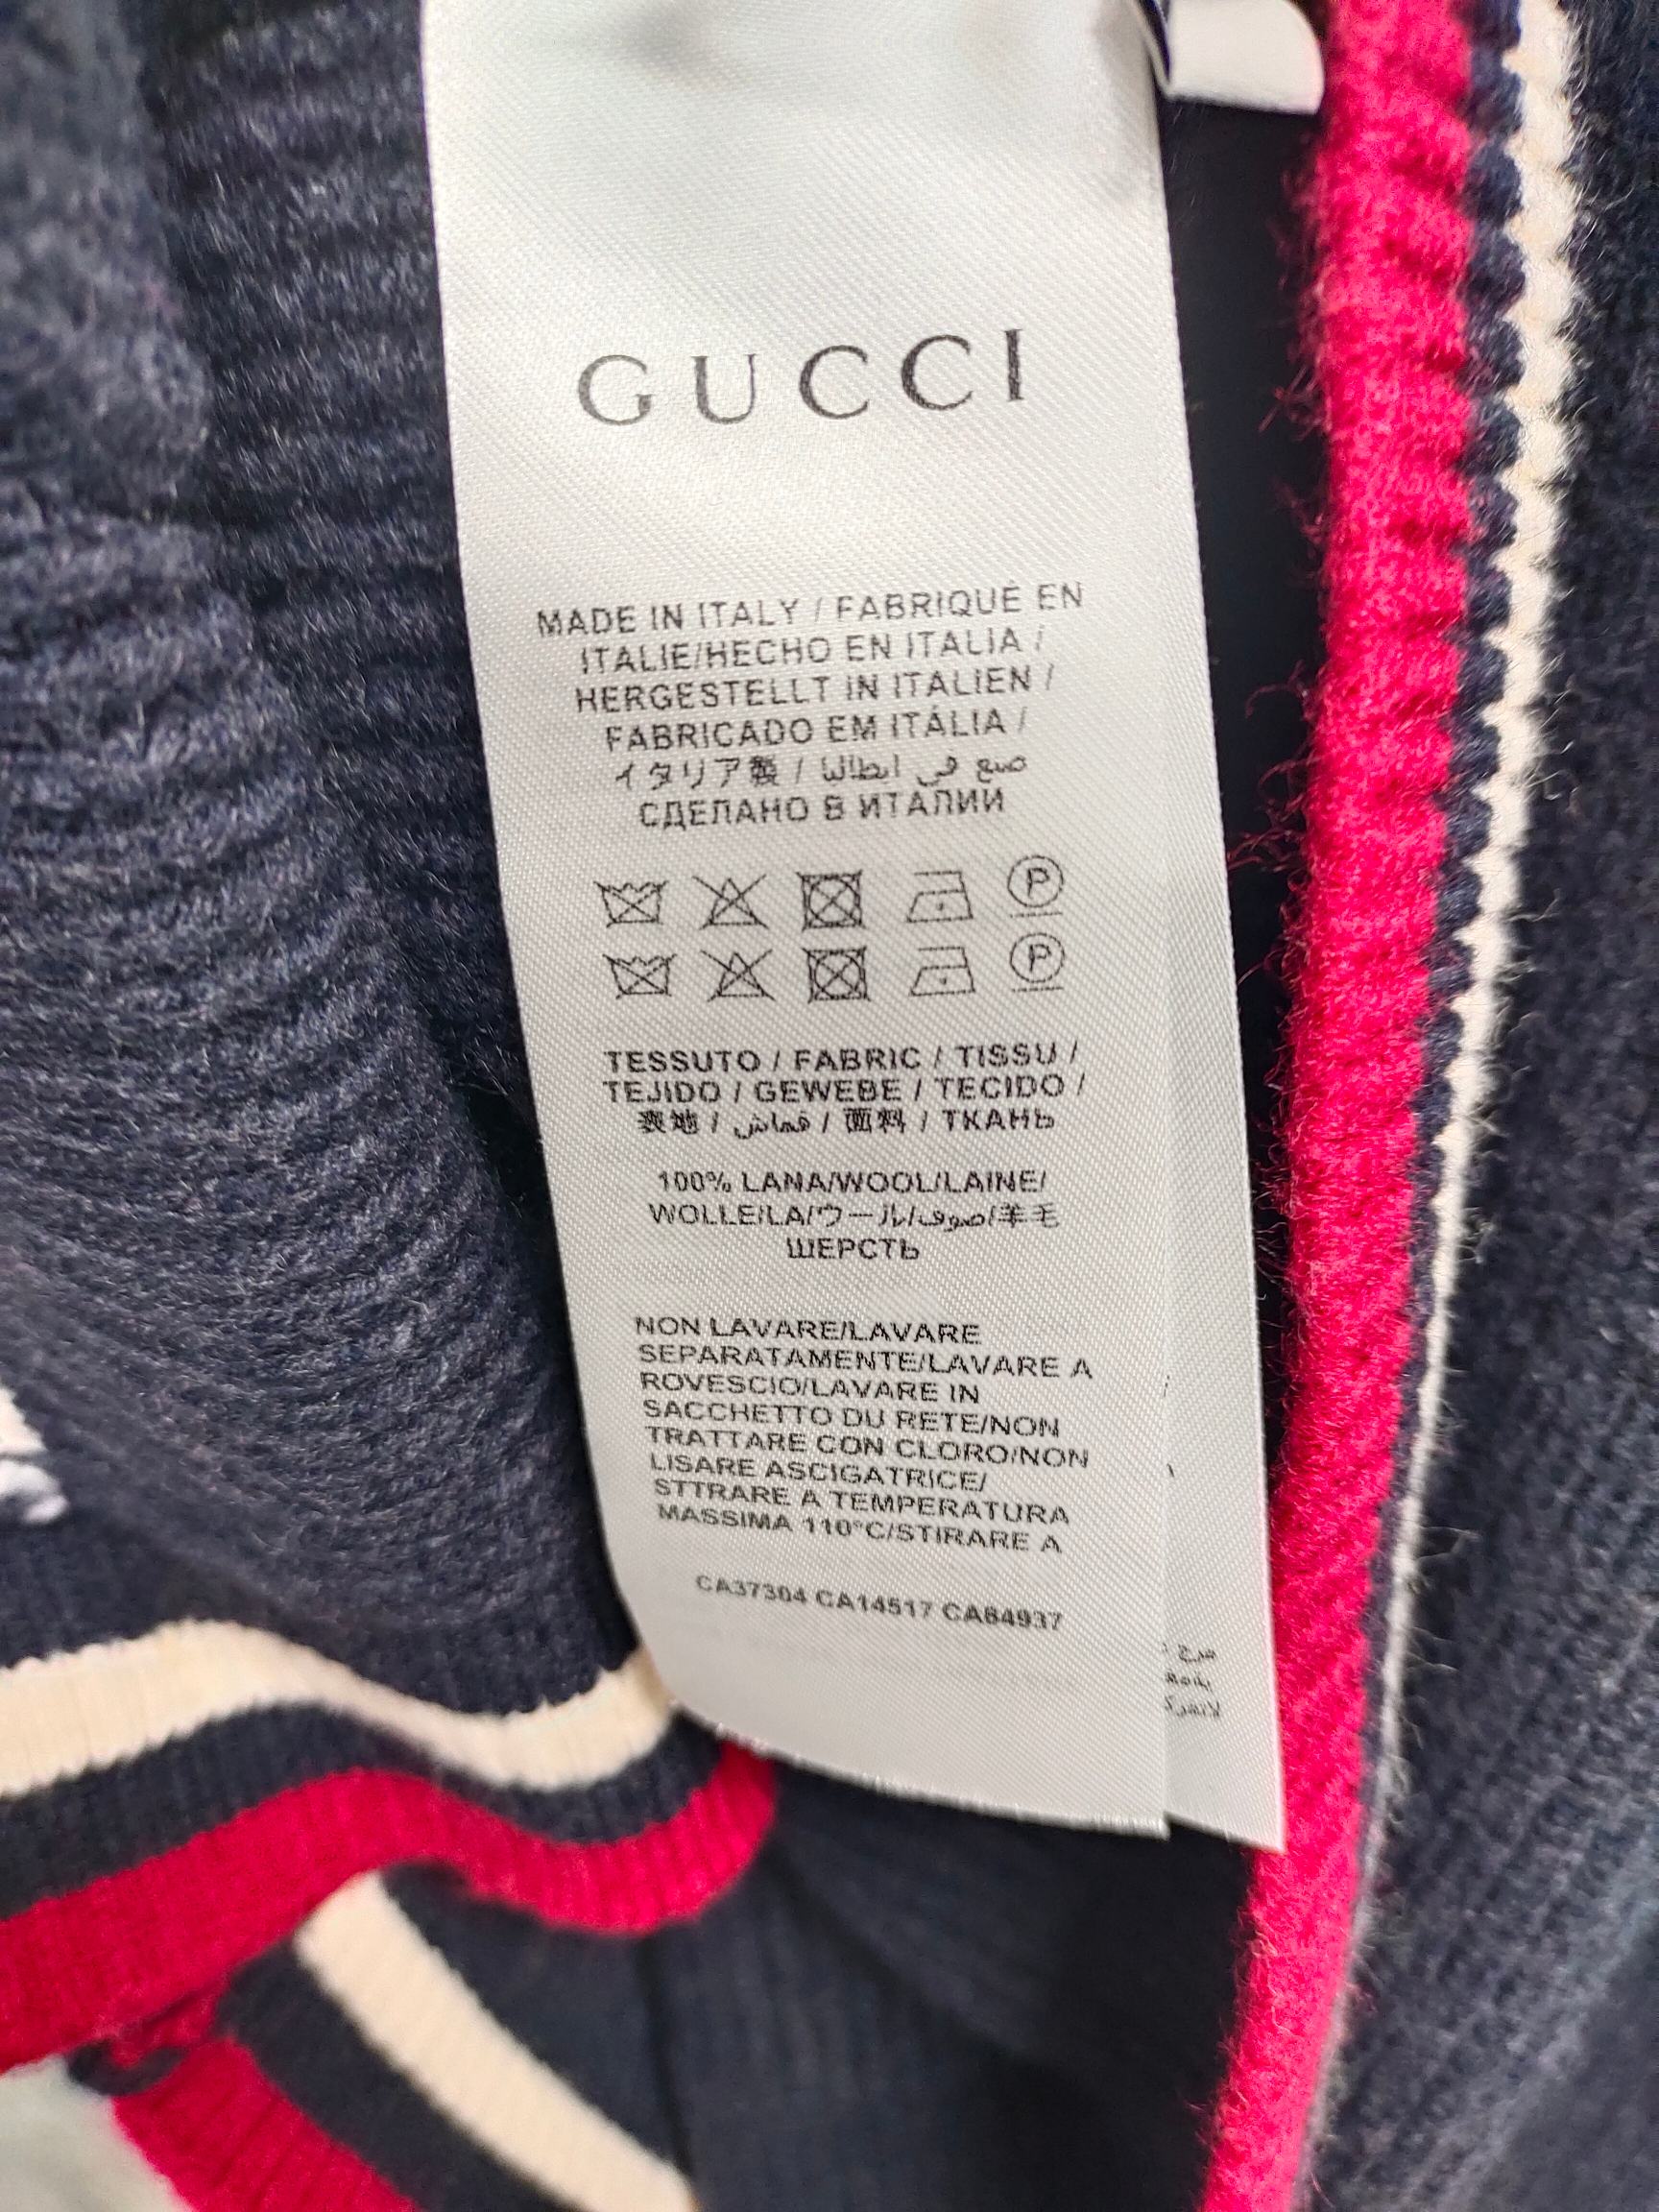 GUCCI
MADE IN ITALY / FABRIQUÉ EN
ITALIE/HECHO EN ITALIA /
HERGESTELLT IN ITALIEN /
FABRICADO EM ITÁLIA /
イタリア製 / صنع في ايطاليا
СДЕЛАНО В ИТАЛИИ
P
P
TESSUTO / FABRIC / TISSU /
TEJIDO / GEWEBE / TECIDO /
表地 / قماش / 面料 / ТКАНЬ
100% LANA/WOOL/LAINE/
WOLLE/LA/ウール/صوف/羊毛
ШЕРСТЬ
NON LAVARE/LAVARE
SEPARATAMENTE/LAVARE A
ROVESCIO/LAVARE IN
SACCHETTO DU RETE/NON
TRATTARE CON CLORO/NON
LISARE ASCIGATRICE/
STTRARE A TEMPERATURA
MASSIMA 110°C/STIRARE A
CA37304 CA14517 CA84937